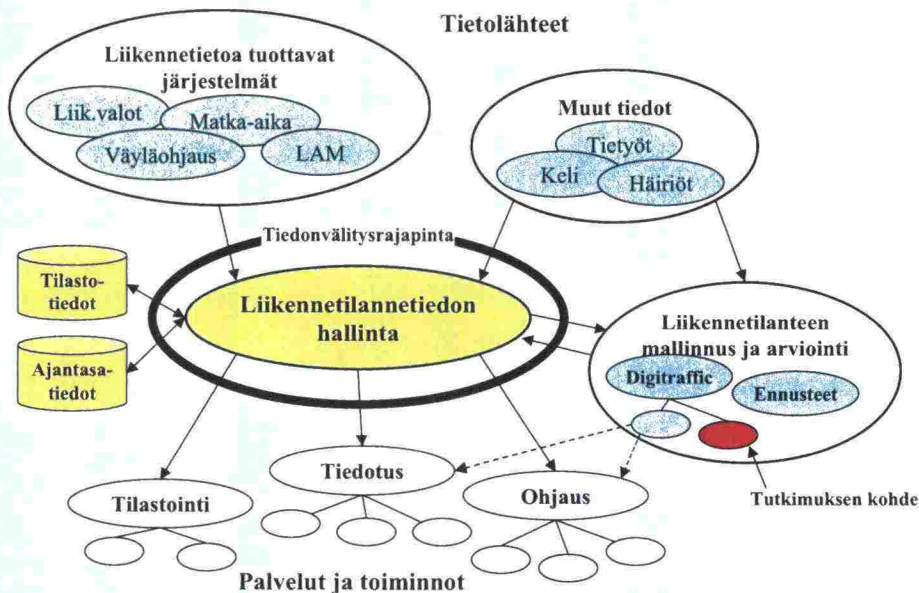 Tietolähteet
Liikennetietoa tuottavat
järjestelmät
Liik.valot
Matka-aika
Väyläohjaus
LAM
Muut tiedot
Tietyöt
Keli
Häiriöt
Tiedonvälitysrajapinta
Tilasto-
tiedot
Ajantasa-
tiedot
Liikennetilannetiedon
hallinta
Liikennetilanteen
mallinnus ja arviointi
Digitraffic
Ennusteet
Tutkimuksen kohde
Tilastointi
Tiedotus
Ohjaus
Palvelut ja toiminnot